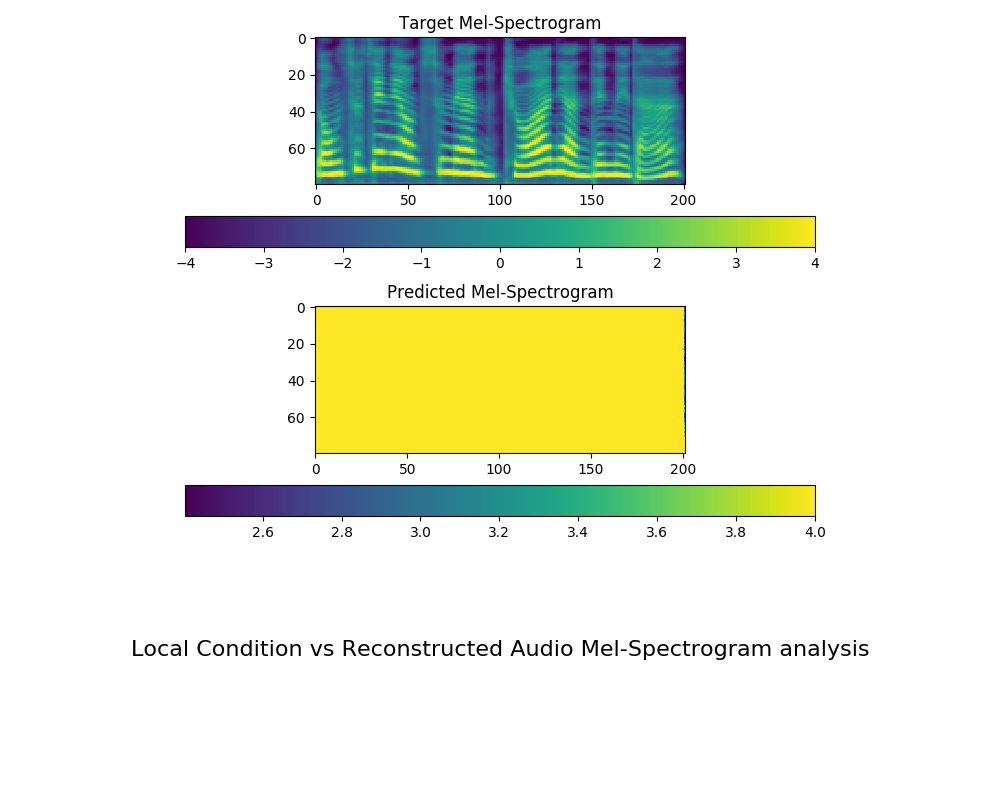 Target Mel-Spectrogram
0
20
40
60
0 50 100 150 200
−4 −3 −2 −1 0 1 2 3 4
Predicted Mel-Spectrogram
0
20
40
60
0 50 100 150 200
2.6 2.8 3.0 3.2 3.4 3.6 3.8 4.0
Local Condition vs Reconstructed Audio Mel-Spectrogram analysis